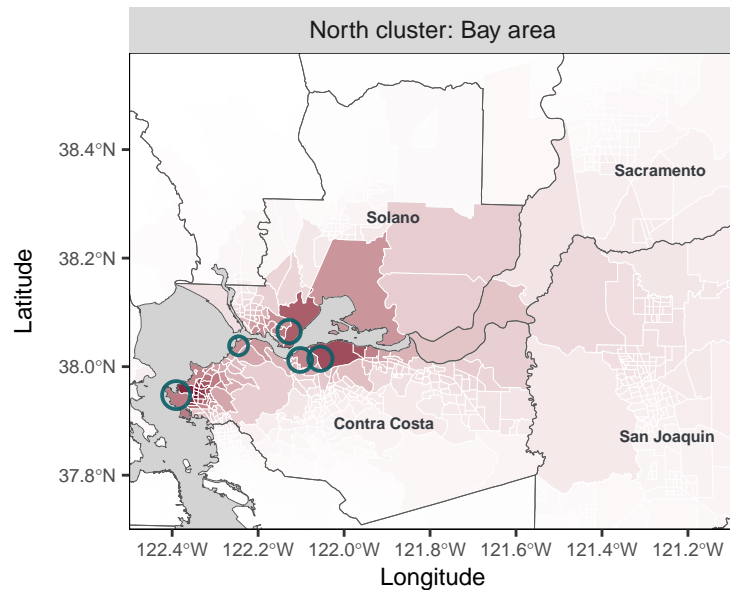 North cluster: Bay area
38.4°N
38.2°N
38.0°N
37.8°N
Latitude
Sacramento
Solano
Contra Costa
San Joaquin
122.4°W 122.2°W 122.0°W 121.8°W 121.6°W 121.4°W 121.2°W
Longitude